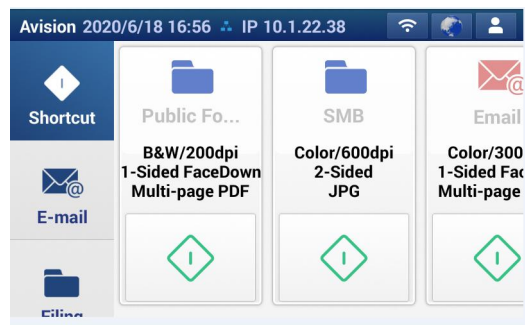 Avision 2020/6/18 16:56 IP 10.1.22.38
Shortcut
E-mail
Filing
Public Fo...
B&W/200dpi
1-Sided FaceDown
Multi-page PDF
SMB
Color/600dpi
2-Sided
JPG
Email
Color/300
1-Sided Fac
Multi-page